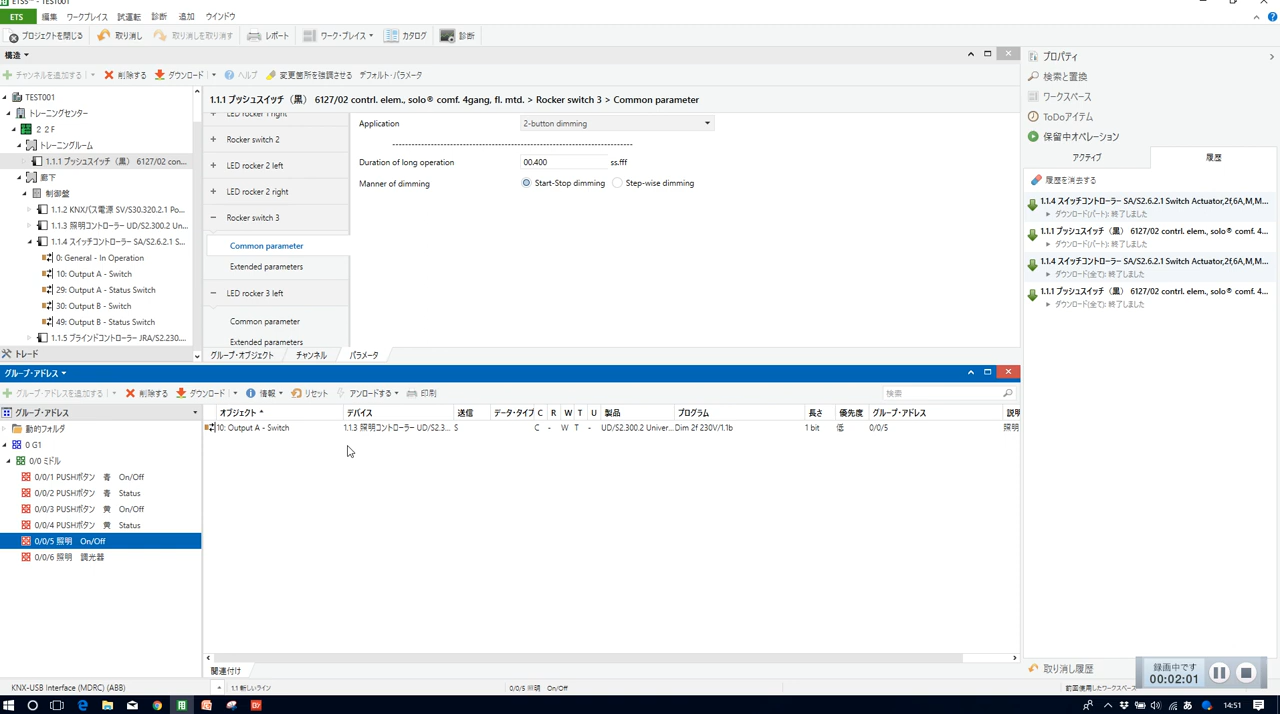 ETS5™ - TEST001
ETS 編集 ワークプレイス 試運転 診断 追加 ウインドウ
プロジェクトを閉じる 取り消し 取り消しを取り消す レポート ワーク・プレイス カタログ 診断
構造
チャンネルを追加する 削除する ダウンロード ヘルプ 変更箇所を強調させる デフォルト・パラメータ
TEST001
トレーニングセンター
22F
トレーニングルーム
1.1.1 プッシュスイッチ（黒） 6127/02 con...
廊下
制御盤
1.1.2 KNXバス電源 SV/S30.320.2.1 Po...
1.1.3 照明コントローラー UD/S2.300.2 Un...
1.1.4 スイッチコントローラー SA/S2.6.2.1 S...
0: General - In Operation
10: Output A - Switch
29: Output A - Status Switch
30: Output B - Switch
49: Output B - Status Switch
1.1.5 ブラインドコントローラー JRA/S2.230....
トレード
1.1.1 プッシュスイッチ（黒） 6127/02 contrl. elem., solo® comf. 4gang, fl. mtd. > Rocker switch 3 > Common parameter
LED rocker 1 right
Rocker switch 2
LED rocker 2 left
LED rocker 2 right
Rocker switch 3
Common parameter
Extended parameters
LED rocker 3 left
Common parameter
Extended parameters
Application 2-button dimming
------------------------------------------------------------
Duration of long operation 00.400 ss.fff
Manner of dimming Start-Stop dimming Step-wise dimming
グループ・オブジェクト チャンネル パラメータ
グループ・アドレス
グループ・アドレスを追加する 削除する ダウンロード 情報 リセット アンロードする 印刷 検索
グループ・アドレス
動的フォルダ
0 G1
0/0 ミドル
0/0/1 PUSHボタン 青 On/Off
0/0/2 PUSHボタン 青 Status
0/0/3 PUSHボタン 黄 On/Off
0/0/4 PUSHボタン 黄 Status
0/0/5 照明 On/Off
0/0/6 照明 調光器
オブジェクト デバイス 送信 データ・タイプ C R W T U 製品 プログラム 長さ 優先度 グループ・アドレス 説明
10: Output A - Switch 1.1.3 照明コントローラー UD/S2.3... S C - W T - UD/S2.300.2 Univer... Dim 2f 230V/1.1b 1 bit 低 0/0/5 照明
関連付け
プロパティ
検索と置換
ワークスペース
ToDoアイテム
保留中オペレーション
アクティブ 履歴
履歴を消去する
1.1.4 スイッチコントローラー SA/S2.6.2.1 Switch Actuator,2f,6A,M,M...
ダウンロード(パート): 終了しました
1.1.1 プッシュスイッチ（黒） 6127/02 contrl. elem., solo® comf. 4...
ダウンロード(パート): 終了しました
1.1.4 スイッチコントローラー SA/S2.6.2.1 Switch Actuator,2f,6A,M,M...
ダウンロード(全て): 終了しました
1.1.1 プッシュスイッチ（黒） 6127/02 contrl. elem., solo® comf. 4...
ダウンロード(全て): 終了しました
取り消し履歴
録画中です
00:02:01
KNX-USB Interface (MDRC) (ABB) 1.1 新しいライン 0/0/5 照明 On/Off 前回使用したワークスペース
あ 14:51